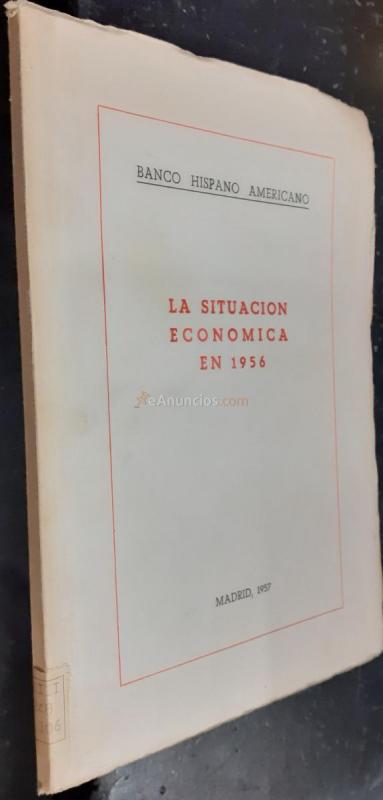 BANCO HISPANO AMERICANO
LA SITUACION
ECONOMICA
EN 1956
eAnuncios.com
MADRID, 1957